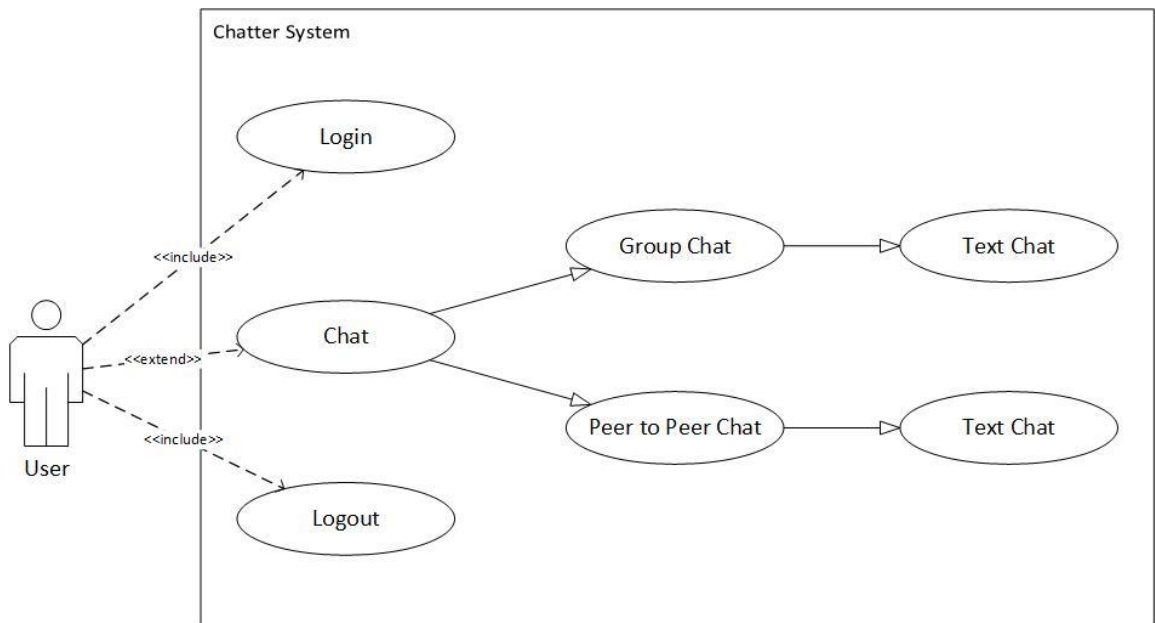 Chatter System
Login
<<include>>
Group Chat
Text Chat
Chat
<<extend>>
Peer to Peer Chat
Text Chat
<<include>>
User
Logout